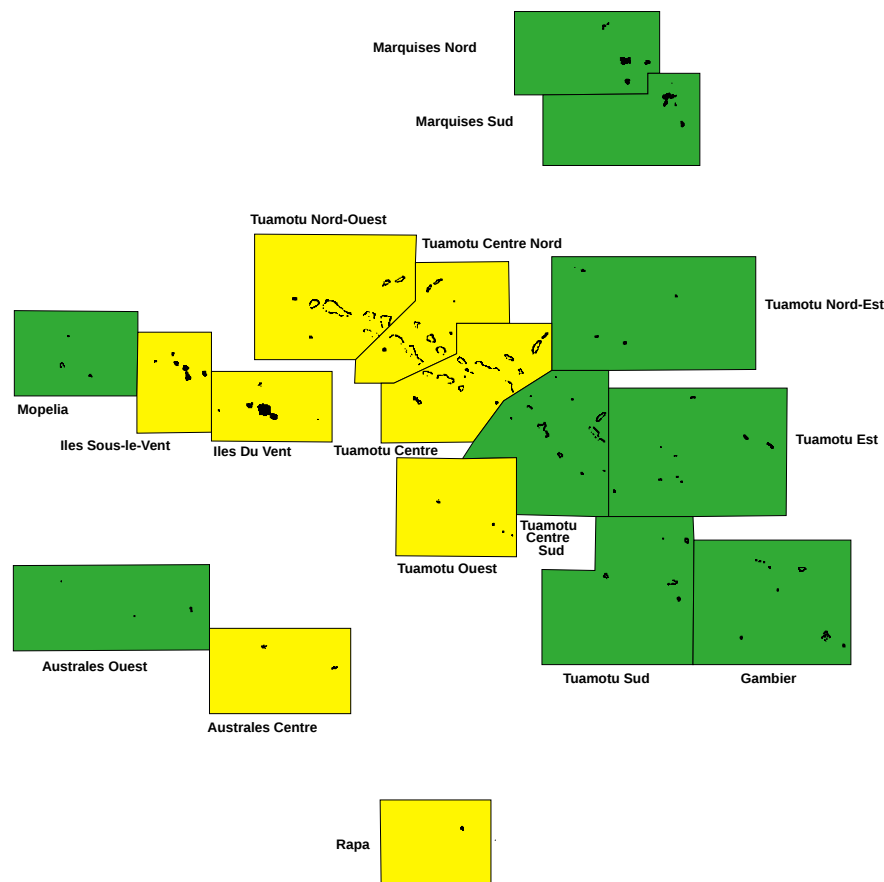 Marquises Nord
Marquises Sud
Tuamotu Nord-Ouest
Tuamotu Centre Nord
Tuamotu Nord-Est
Mopelia
Iles Sous-le-Vent
Iles Du Vent
Tuamotu Centre
Tuamotu Est
Tuamotu
Centre
Sud
Tuamotu Ouest
Australes Ouest
Tuamotu Sud
Gambier
Australes Centre
Rapa